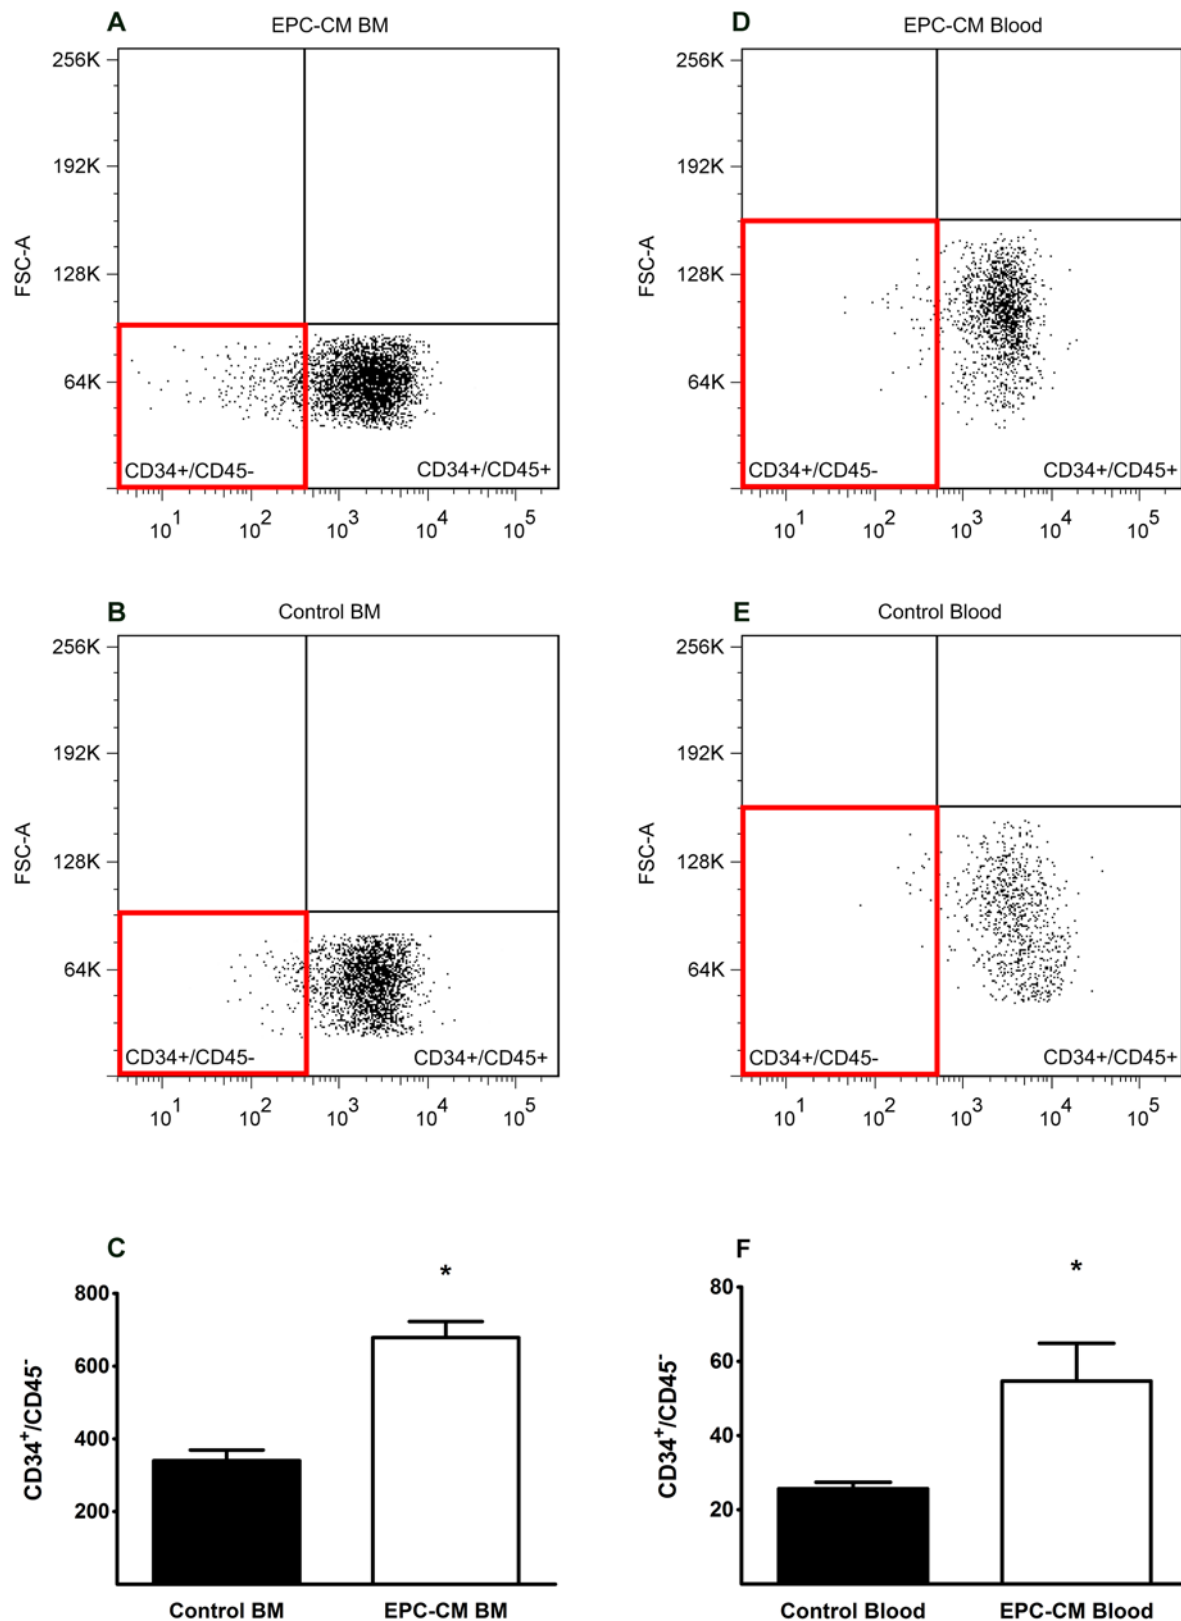 A
EPC-CM BM
256K
192K
128K
64K
FSC-A
CD34+/CD45-
CD34+/CD45+
10^1 10^2 10^3 10^4 10^5
D
EPC-CM Blood
256K
192K
128K
64K
FSC-A
CD34+/CD45-
CD34+/CD45+
10^1 10^2 10^3 10^4 10^5
B
Control BM
256K
192K
128K
64K
FSC-A
CD34+/CD45-
CD34+/CD45+
10^1 10^2 10^3 10^4 10^5
E
Control Blood
256K
192K
128K
64K
FSC-A
CD34+/CD45-
CD34+/CD45+
10^1 10^2 10^3 10^4 10^5
C
*
800
600
400
200
CD34⁺/CD45⁻
Control BM
EPC-CM BM
F
*
80
60
40
20
CD34⁺/CD45⁻
Control Blood
EPC-CM Blood